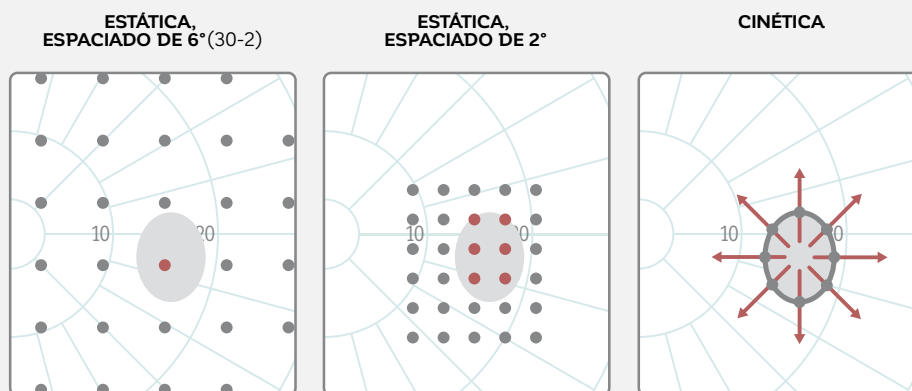 ESTÁTICA,
ESPACIADO DE 6° (30-2)
ESTÁTICA,
ESPACIADO DE 2°
CINÉTICA
10 20
10 20
10 20